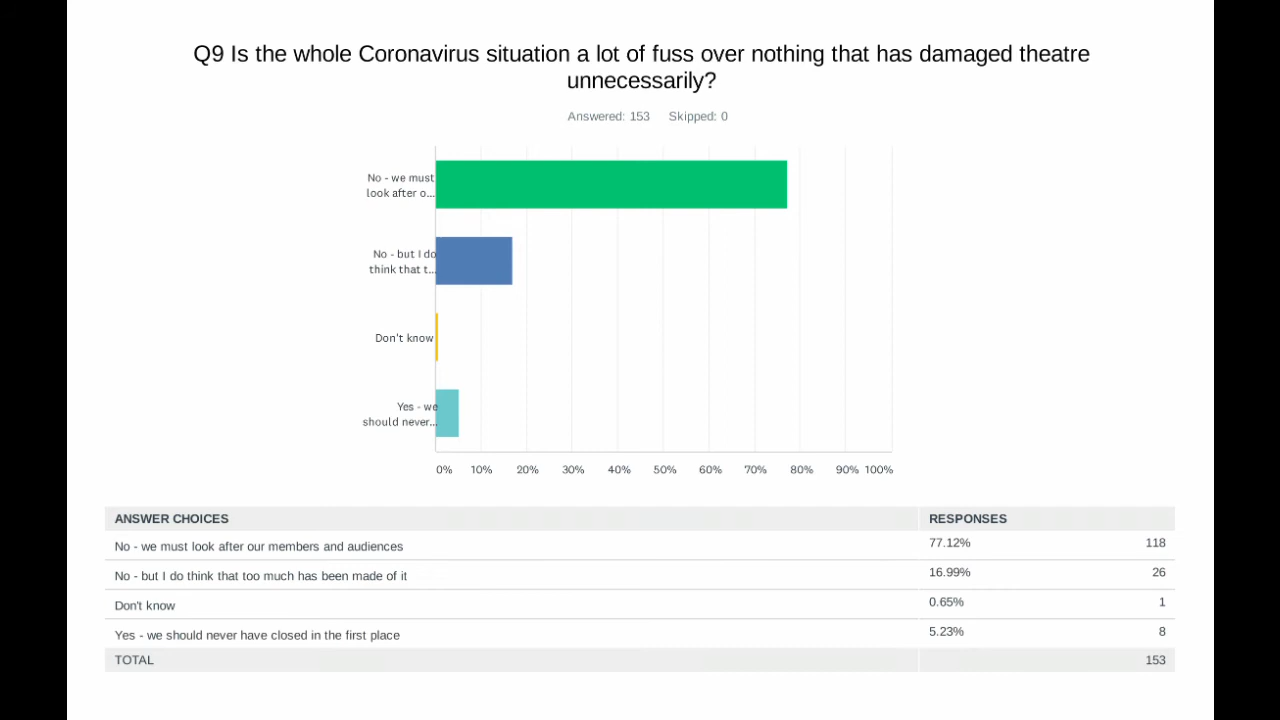 Q9 Is the whole Coronavirus situation a lot of fuss over nothing that has damaged theatre
unnecessarily?
Answered: 153 Skipped: 0
No - we must
look after o...
No - but I do
think that t...
Don't know
Yes - we
should never...
0% 10% 20% 30% 40% 50% 60% 70% 80% 90% 100%
ANSWER CHOICES RESPONSES
No - we must look after our members and audiences 77.12% 118
No - but I do think that too much has been made of it 16.99% 26
Don't know 0.65% 1
Yes - we should never have closed in the first place 5.23% 8
TOTAL 153